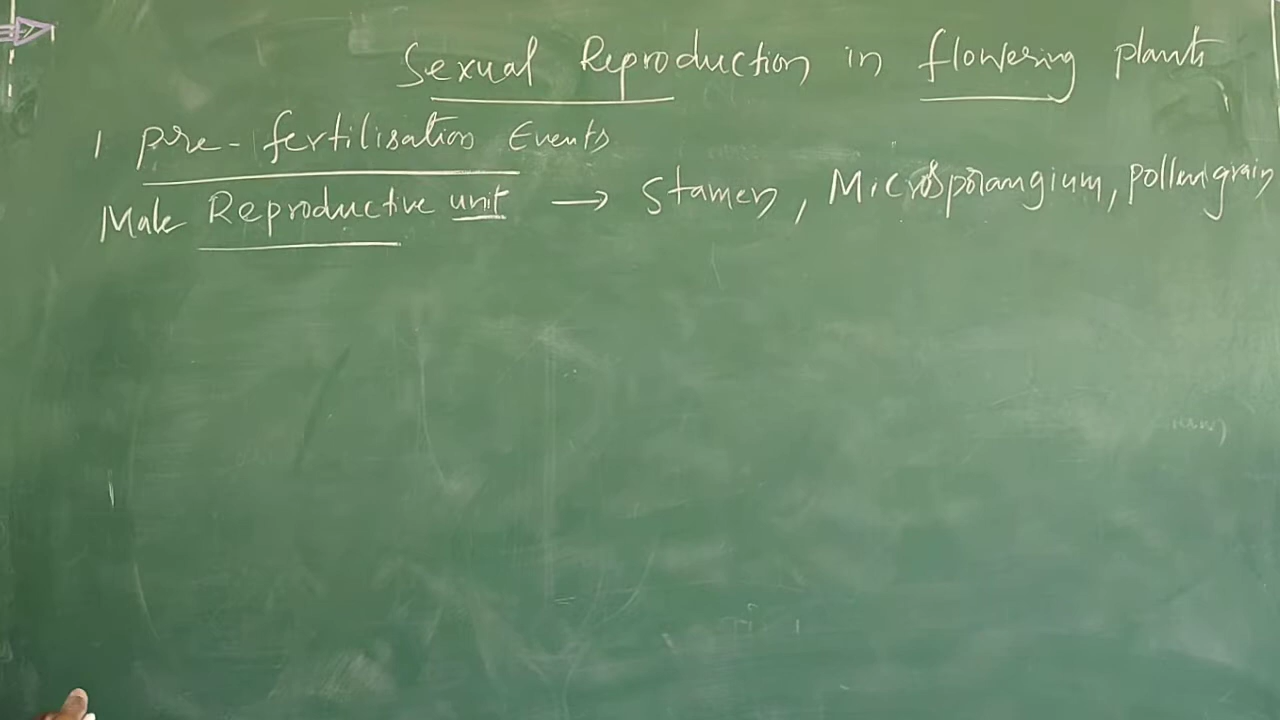 Sexual Reproduction in flowering plants
1 pre-fertilisation Events
Male Reproductive unit → Stamen, Microsporangium, pollengrain